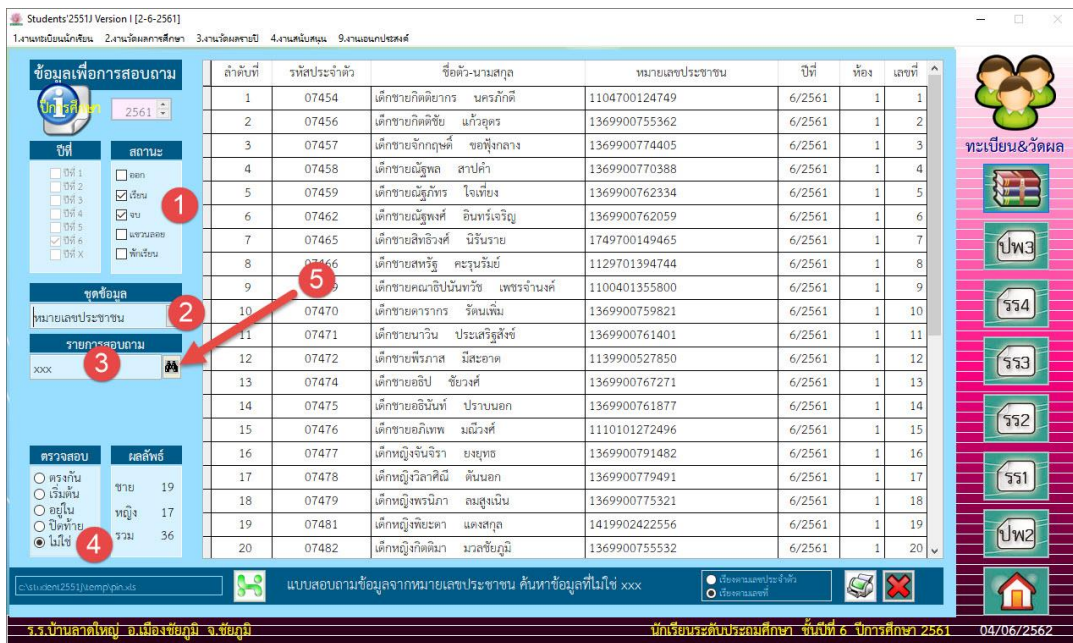 Students'2551J Version I [2-6-2561]
1.งานทะเบียนนักเรียน 2.งานวัดผลการศึกษา 3.งานวัดผลรายปี 4.งานสนับสนุน 9.งานเอนกประสงค์
ข้อมูลเพื่อการสอบถาม
ปีการศึกษา 2561
ปีที่ สถานะ
ปีที่ 1 ออก
ปีที่ 2
ปีที่ 3 เรียน
ปีที่ 4 จบ
ปีที่ 5 แขวนลอย
ปีที่ 6
ปีที่ X พักเรียน
1
ชุดข้อมูล
หมายเลขประชาชน 2
รายการสอบถาม
xxx 3
5
ตรวจสอบ ผลลัพธ์
ตรงกัน
เริ่มต้น
อยู่ใน
ปิดท้าย
ไม่ใช่ 4
ชาย 19
หญิง 17
รวม 36
ลำดับที่ รหัสประจำตัว ชื่อตัว-นามสกุล หมายเลขประชาชน ปีที่ ห้อง เลขที่
1 07454 เด็กชายกิตติยากร นครภักดี 1104700124749 6/2561 1 1
2 07456 เด็กชายกิตติชัย แก้วอุดร 1369900755362 6/2561 1 2
3 07457 เด็กชายจักกฤษดิ์ ขอฟุ้งกลาง 1369900774405 6/2561 1 3
4 07458 เด็กชายณัฐพล สาปคำ 1369900770388 6/2561 1 4
5 07459 เด็กชายณัฐภัทร ใจเที่ยง 1369900762334 6/2561 1 5
6 07462 เด็กชายณัฐพงศ์ อินทร์เจริญ 1369900762059 6/2561 1 6
7 07465 เด็กชายสิทธิวงศ์ นิรันราย 1749700149465 6/2561 1 7
8 07466 เด็กชายสหรัฐ คะรุนรัมย์ 1129701394744 6/2561 1 8
9 เด็กชายคณาธิปนันทวัช เพชรจำนงค์ 1100401355800 6/2561 1 9
10 07470 เด็กชายดารากร รัตนเพิ่ม 1369900759821 6/2561 1 10
11 07471 เด็กชายนาวิน ประเสริฐสังข์ 1369900761401 6/2561 1 11
12 07472 เด็กชายพีรภาส มีสะอาด 1139900527850 6/2561 1 12
13 07474 เด็กชายอธิป ชัยวงศ์ 1369900767271 6/2561 1 13
14 07475 เด็กชายอธินันท์ ปราบนอก 1369900761877 6/2561 1 14
15 07476 เด็กชายอภิเทพ มณีวงศ์ 1110101272496 6/2561 1 15
16 07477 เด็กหญิงจันจิรา ยงยุทธ 1369900791482 6/2561 1 16
17 07478 เด็กหญิงวิลาศิณี ดันนอก 1369900779491 6/2561 1 17
18 07479 เด็กหญิงพรนิภา ลมสูงเนิน 1369900775321 6/2561 1 18
19 07481 เด็กหญิงพิยะดา แดงสกุล 1419902422556 6/2561 1 19
20 07482 เด็กหญิงกิตติมา มวลชัยภูมิ 1369900755532 6/2561 1 20
ทะเบียน&วัดผล
ปพ3
รร4
รร3
รร2
รร1
ปพ2
c:\student2551j\temp\pin.xls
แบบสอบถามข้อมูลจากหมายเลขประชาชน ค้นหาข้อมูลที่ไม่ใช่ xxx
เรียงตามเลขประจำตัว
เรียงตามเลขที่
ร.ร.บ้านลาดใหญ่ อ.เมืองชัยภูมิ จ.ชัยภูมิ นักเรียนระดับประถมศึกษา ชั้นปีที่ 6 ปีการศึกษา 2561 04/06/2562